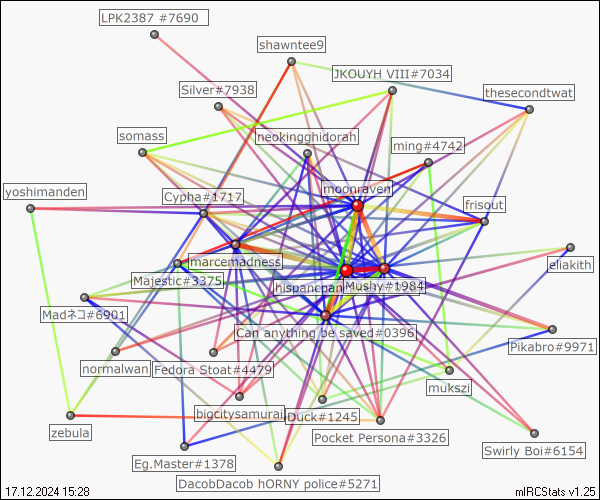 LPK2387 #7690
shawntee9
JKOUYH VIII#7034
Silver#7938
thesecondtwat
neokingghidorah
somass
ming#4742
moonraven
yoshimanden
Cypha#1717
frisout
marcemadness
eliakith
Majestic#3375
hispanicpan
Mushy#1984
Madネコ#6901
Can anything be saved#0396
Pikabro#9971
normalwan
Fedora Stoat#4479
mukszi
bigcitysamurai
Duck#1245
zebula
Pocket Persona#3326
Swirly Boi#6154
Eg.Master#1378
DacobDacob hORNY police#5271
17.12.2024 15:28
mIRCStats v1.25